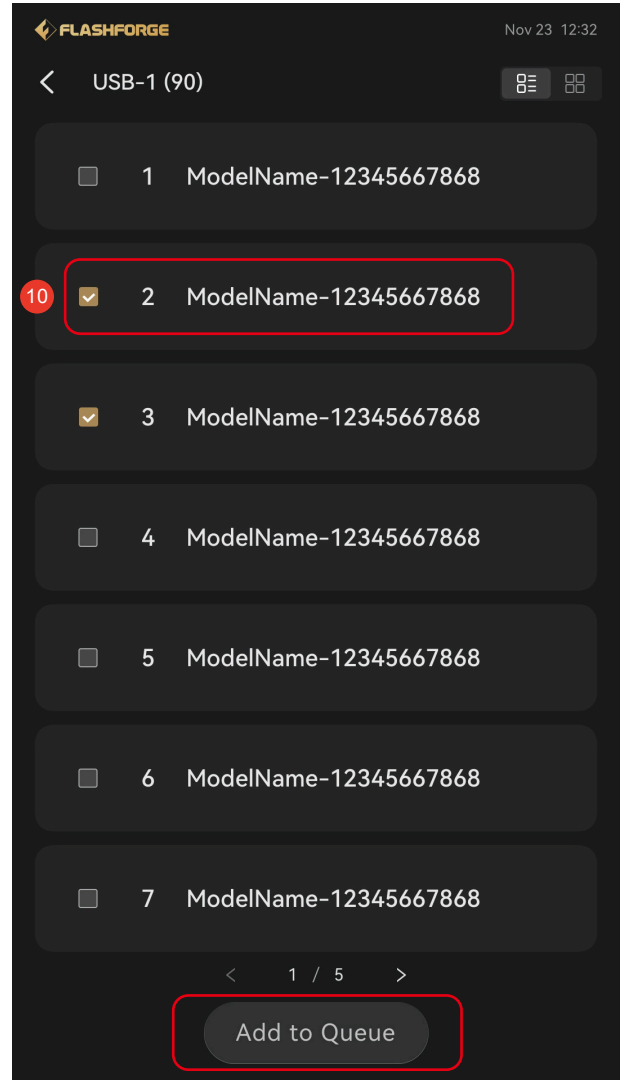 FLASHFORGE Nov 23 12:32
USB-1 (90)
1 ModelName-12345667868
10 2 ModelName-12345667868
3 ModelName-12345667868
4 ModelName-12345667868
5 ModelName-12345667868
6 ModelName-12345667868
7 ModelName-12345667868
< 1 / 5 >
Add to Queue